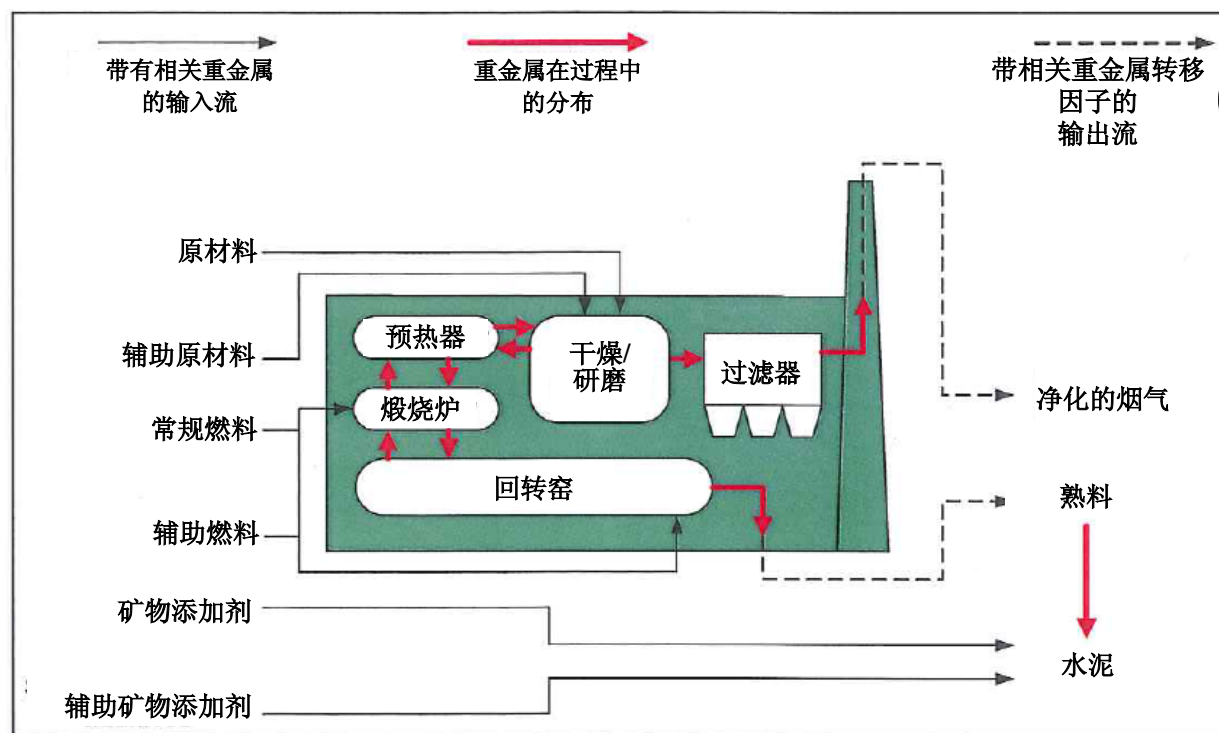 带有相关重金属
的输入流
重金属在过程中
的分布
带相关重金属转移
因子的
输出流
原材料
辅助原材料
常规燃料
辅助燃料
矿物添加剂
辅助矿物添加剂
预热器
煅烧炉
回转窑
干燥/
研磨
过滤器
净化的烟气
熟料
水泥